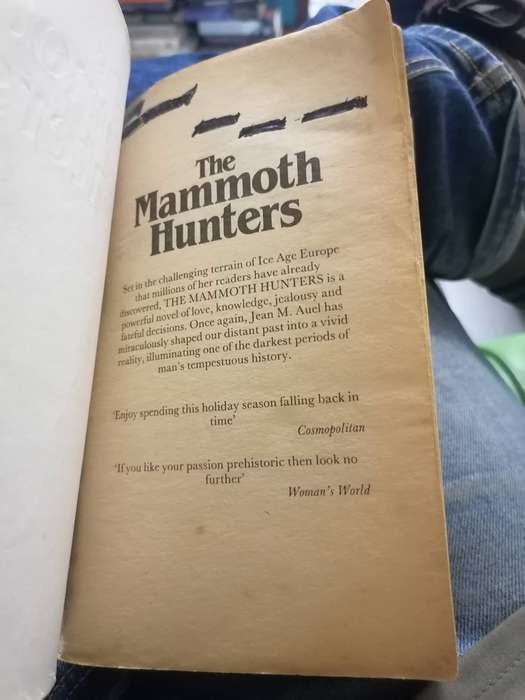 The
Mammoth
Hunters
Set in the challenging terrain of Ice Age Europe
that millions of her readers have already
discovered, THE MAMMOTH HUNTERS is a
powerful novel of love, knowledge, jealousy and
fateful decisions. Once again, Jean M. Auel has
miraculously shaped our distant past into a vivid
reality, illuminating one of the darkest periods of
man's tempestuous history.
'Enjoy spending this holiday season falling back in
time'
Cosmopolitan
'If you like your passion prehistoric then look no
further'
Woman's World